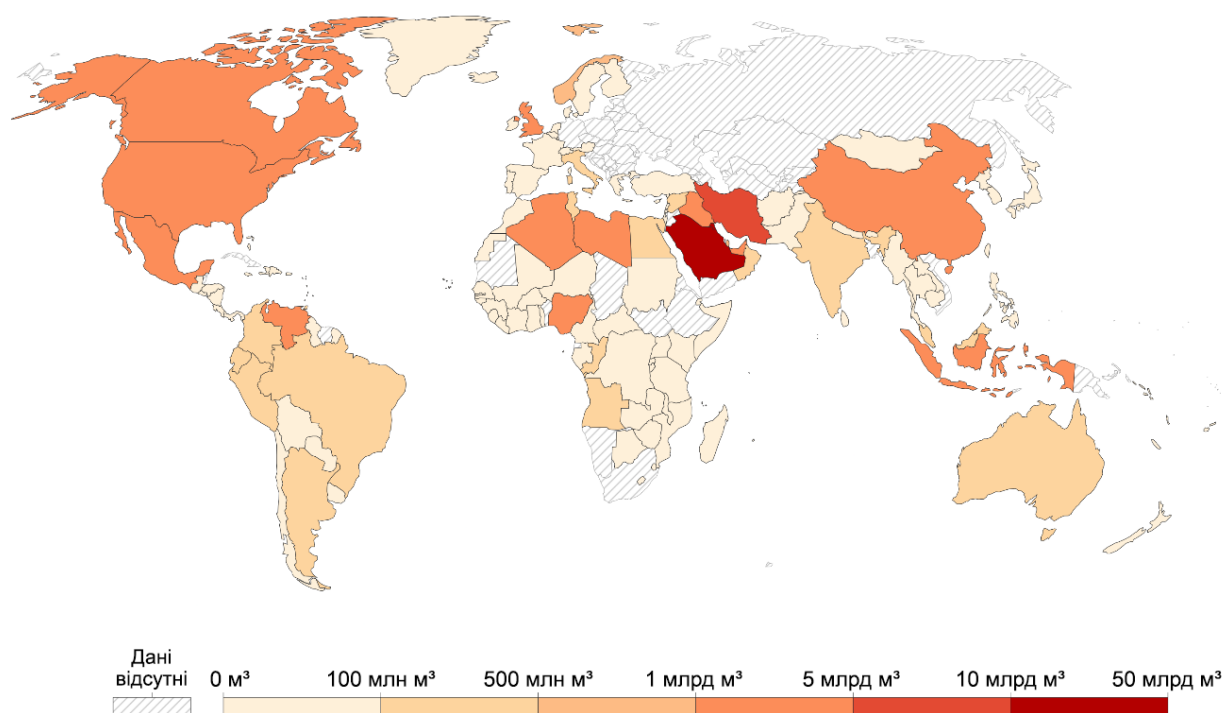 Дані
відсутні
0 м³ 100 млн м³ 500 млн м³ 1 млрд м³ 5 млрд м³ 10 млрд м³ 50 млрд м³